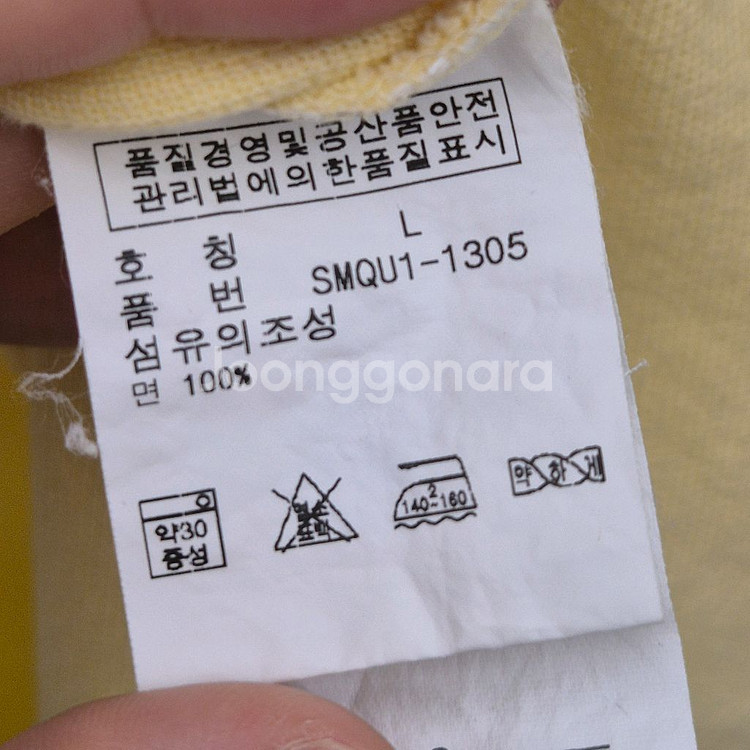 품질경영및공산품안전
관리법에의한품질표시
호 칭 L
품 번 SMQU1-1305
섬유의조성
면 100%
loonggonara
약30
중성
염소
표백
2
140~160
약하게